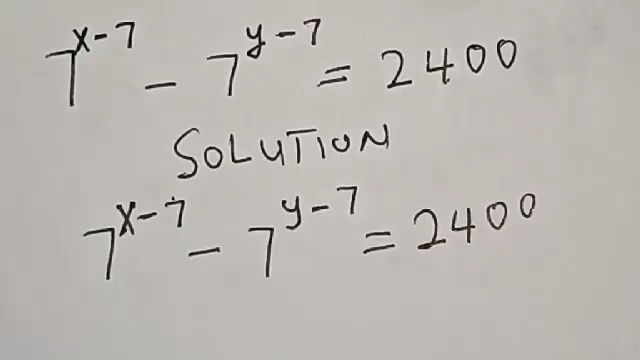 7^{x-7} - 7^{y-7} = 2400
SOLUTION
7^{x-7} - 7^{y-7} = 2400